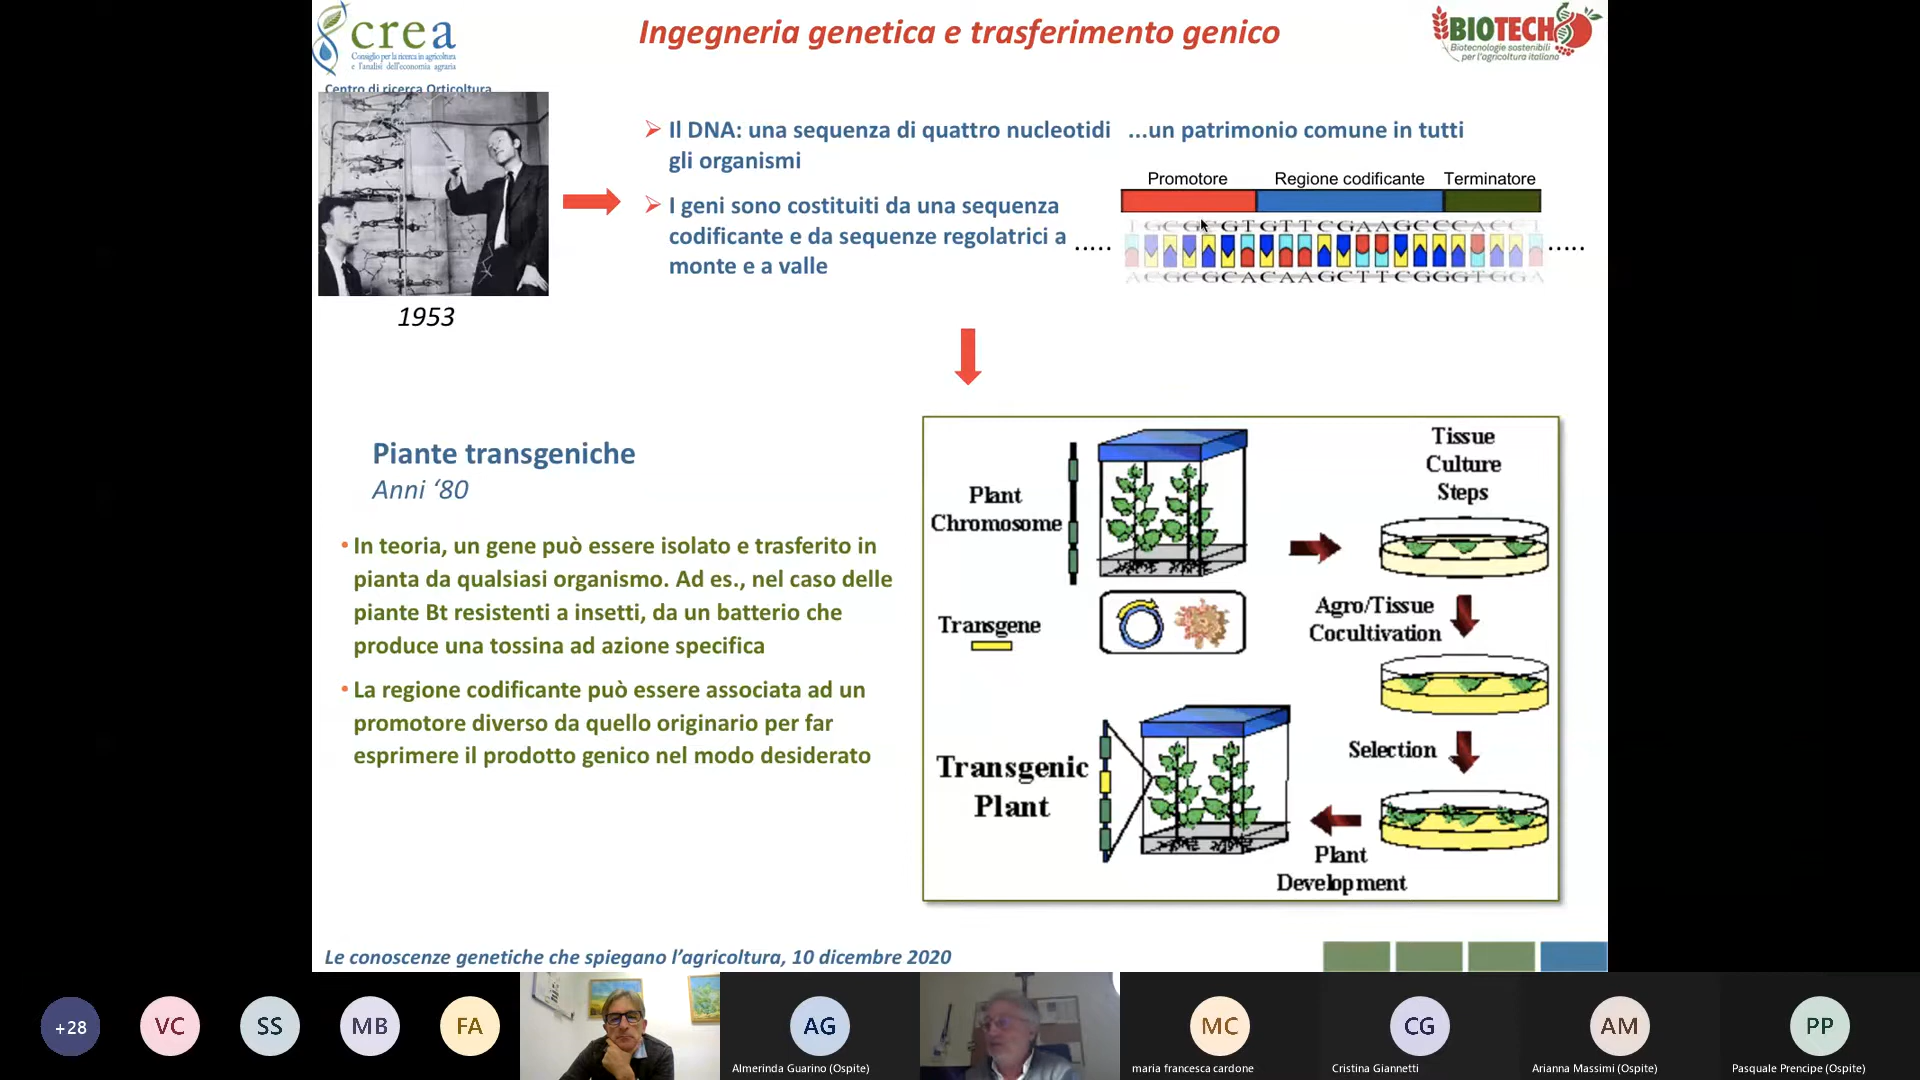 crea
Consiglio per la ricerca in agricoltura
e l'analisi dell'economia agraria
Centro di ricerca Orticoltura
Ingegneria genetica e trasferimento genico
BIOTECH
Biotecnologie sostenibili
per l'agricoltura italiana
1953
➢ Il DNA: una sequenza di quattro nucleotidi ...un patrimonio comune in tutti
gli organismi
➢ I geni sono costituiti da una sequenza
codificante e da sequenze regolatrici a
monte e a valle
Promotore Regione codificante Terminatore
..... .....
Piante transgeniche
Anni ‘80
• In teoria, un gene può essere isolato e trasferito in
pianta da qualsiasi organismo. Ad es., nel caso delle
piante Bt resistenti a insetti, da un batterio che
produce una tossina ad azione specifica
• La regione codificante può essere associata ad un
promotore diverso da quello originario per far
esprimere il prodotto genico nel modo desiderato
Plant
Chromosome
Transgene
Tissue
Culture
Steps
Agro/Tissue
Cocultivation
Selection
Plant
Development
Transgenic
Plant
Le conoscenze genetiche che spiegano l’agricoltura, 10 dicembre 2020
+28
VC
SS
MB
FA
AG
Almerinda Guarino (Ospite)
MC
maria francesca cardone
CG
Cristina Giannetti
AM
Arianna Massimi (Ospite)
PP
Pasquale Prencipe (Ospite)